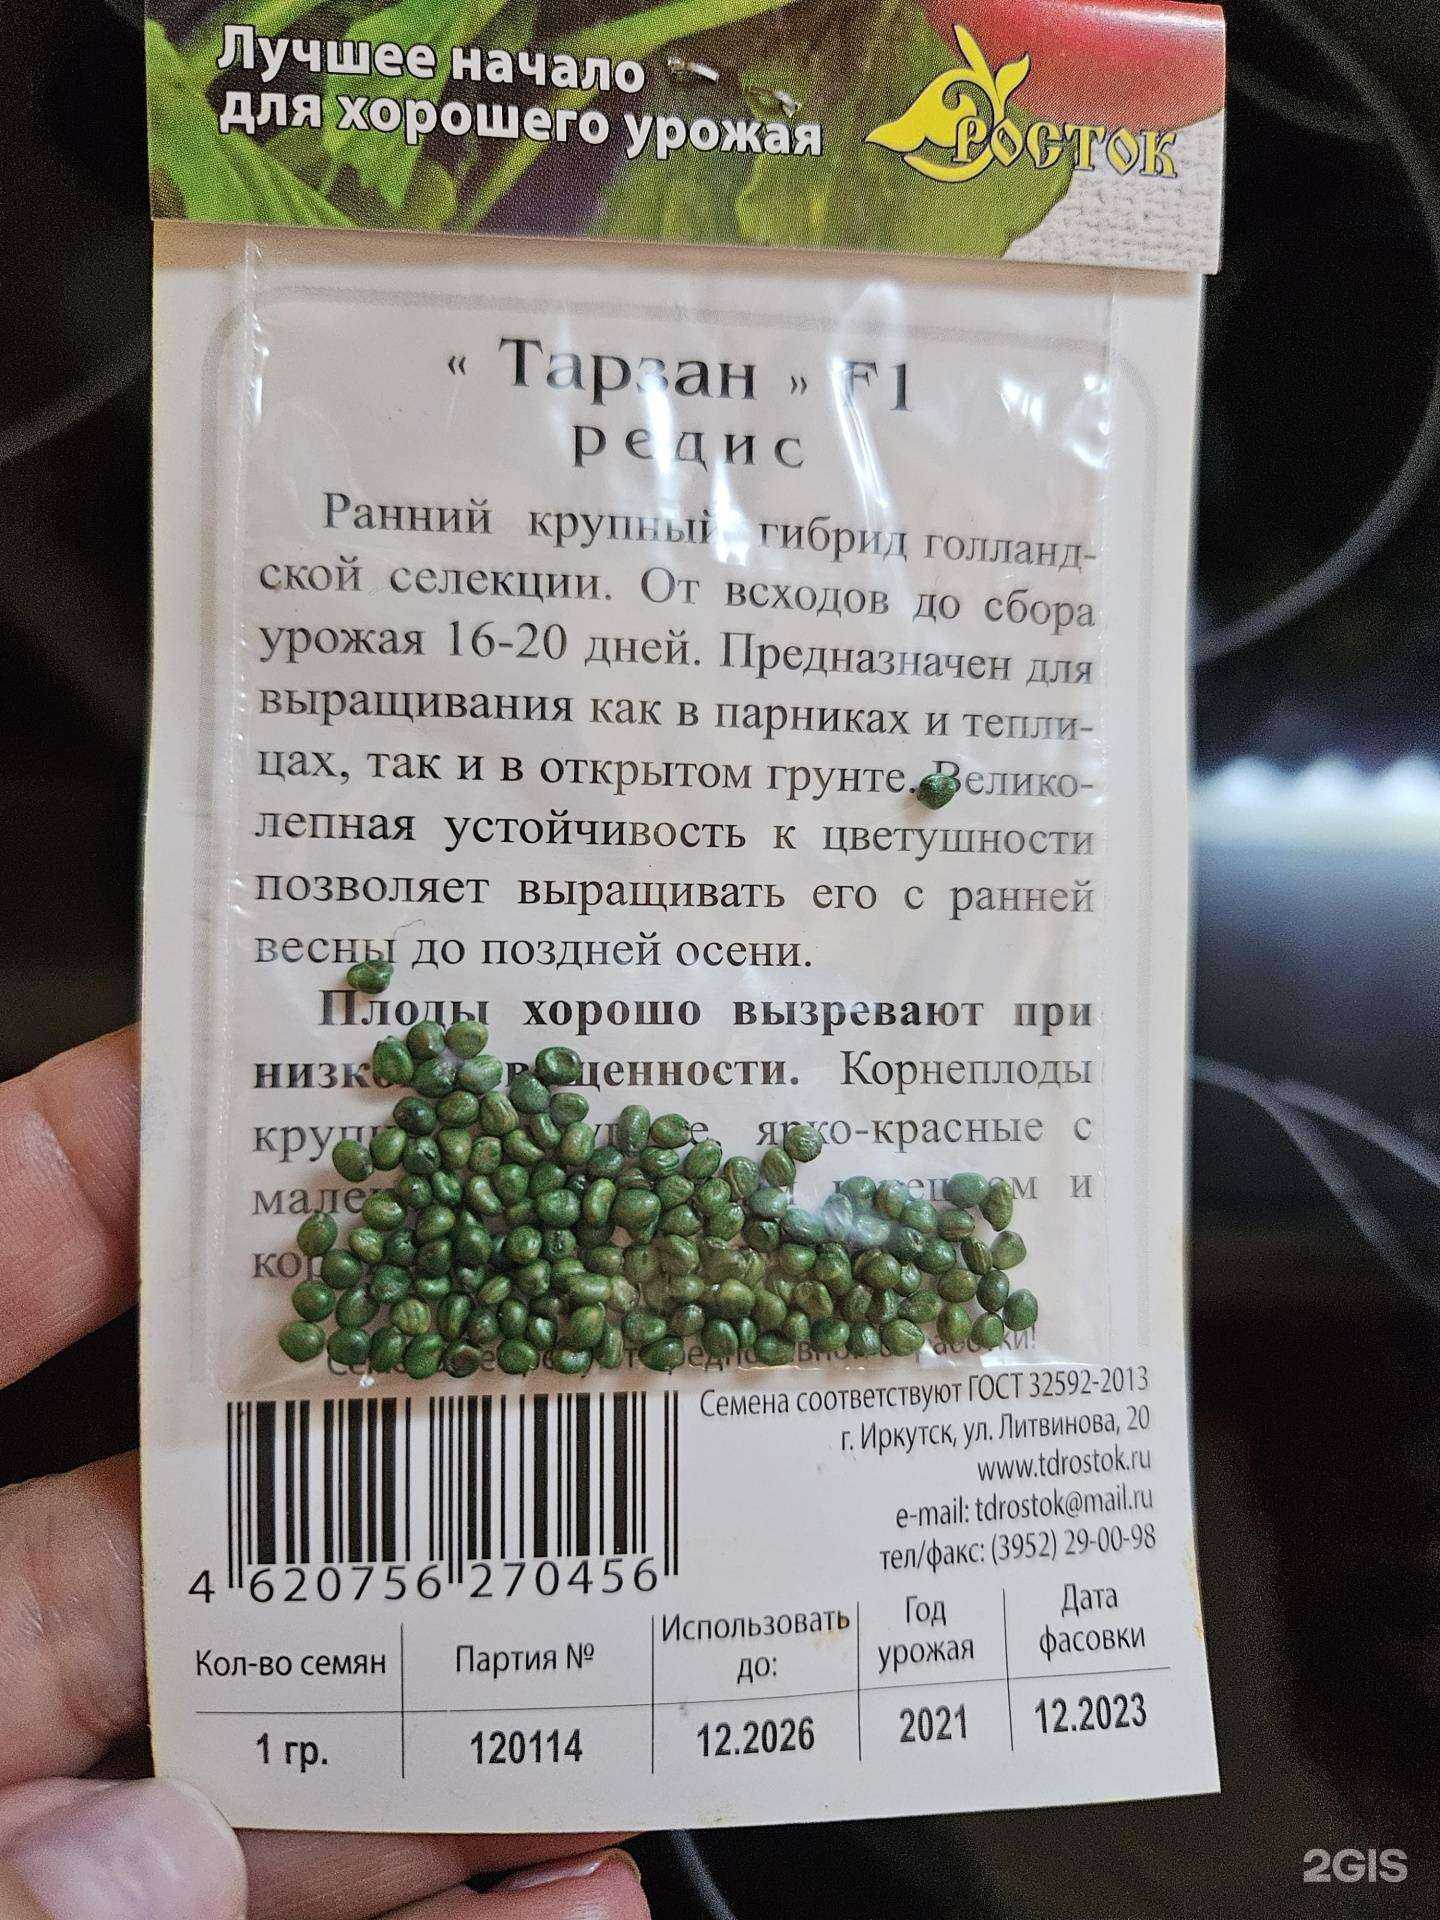 Лучшее начало
для хорошего урожая
РОСТОК
« Тарзан » F1
редис
Ранний крупный гибрид голланд-
ской селекции. От всходов до сбора
урожая 16-20 дней. Предназначен для
выращивания как в парниках и тепли-
цах, так и в открытом грунте. Велико-
лепная устойчивость к цветушности
позволяет выращивать его с ранней
весны до поздней осени.
Плоды хорошо вызревают при
Корнеплоды
ярко-красные с
и
Семена соответствуют ГОСТ 32592-2013
г. Иркутск, ул. Литвинова, 20
www.tdrostok.ru
e-mail: tdrostok@mail.ru
тел/факс: (3952) 29-00-98
4 620756 270456
Кол-во семян Партия № Использовать до: Год урожая Дата фасовки
1 гр. 120114 12.2026 2021 12.2023
2GIS